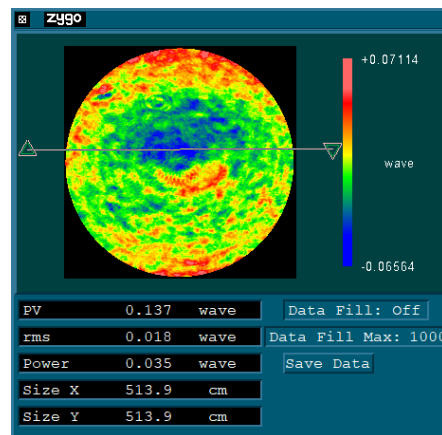 zygo
+0.07114
wave
-0.06564
PV 0.137 wave
Data Fill: Off
rms 0.018 wave
Data Fill Max: 1000
Power 0.035 wave
Save Data
Size X 513.9 cm
Size Y 513.9 cm